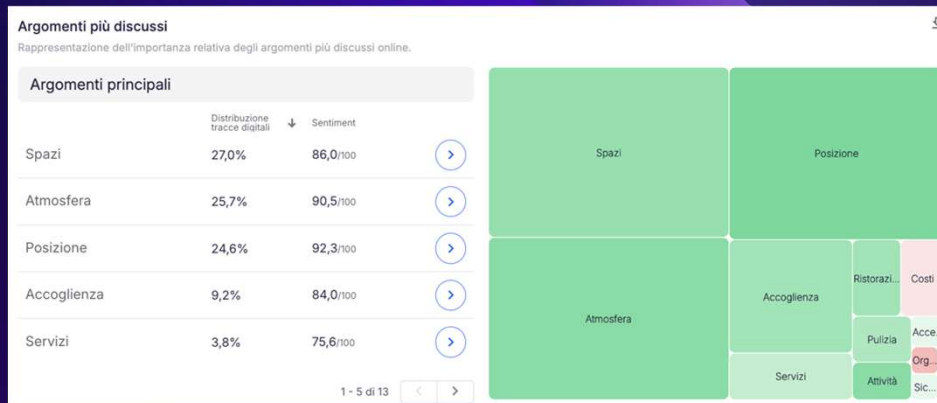 Argomenti più discussi
Rappresentazione dell'importanza relativa degli argomenti più discussi online.
Argomenti principali
Distribuzione
tracce digitali
Sentiment
Spazi 27,0% 86,0/100
Atmosfera 25,7% 90,5/100
Posizione 24,6% 92,3/100
Accoglienza 9,2% 84,0/100
Servizi 3,8% 75,6/100
1 - 5 di 13
Spazi
Posizione
Atmosfera
Accoglienza
Servizi
Ristorazi...
Costi
Pulizia
Acce.
Org...
Attività
Sic...